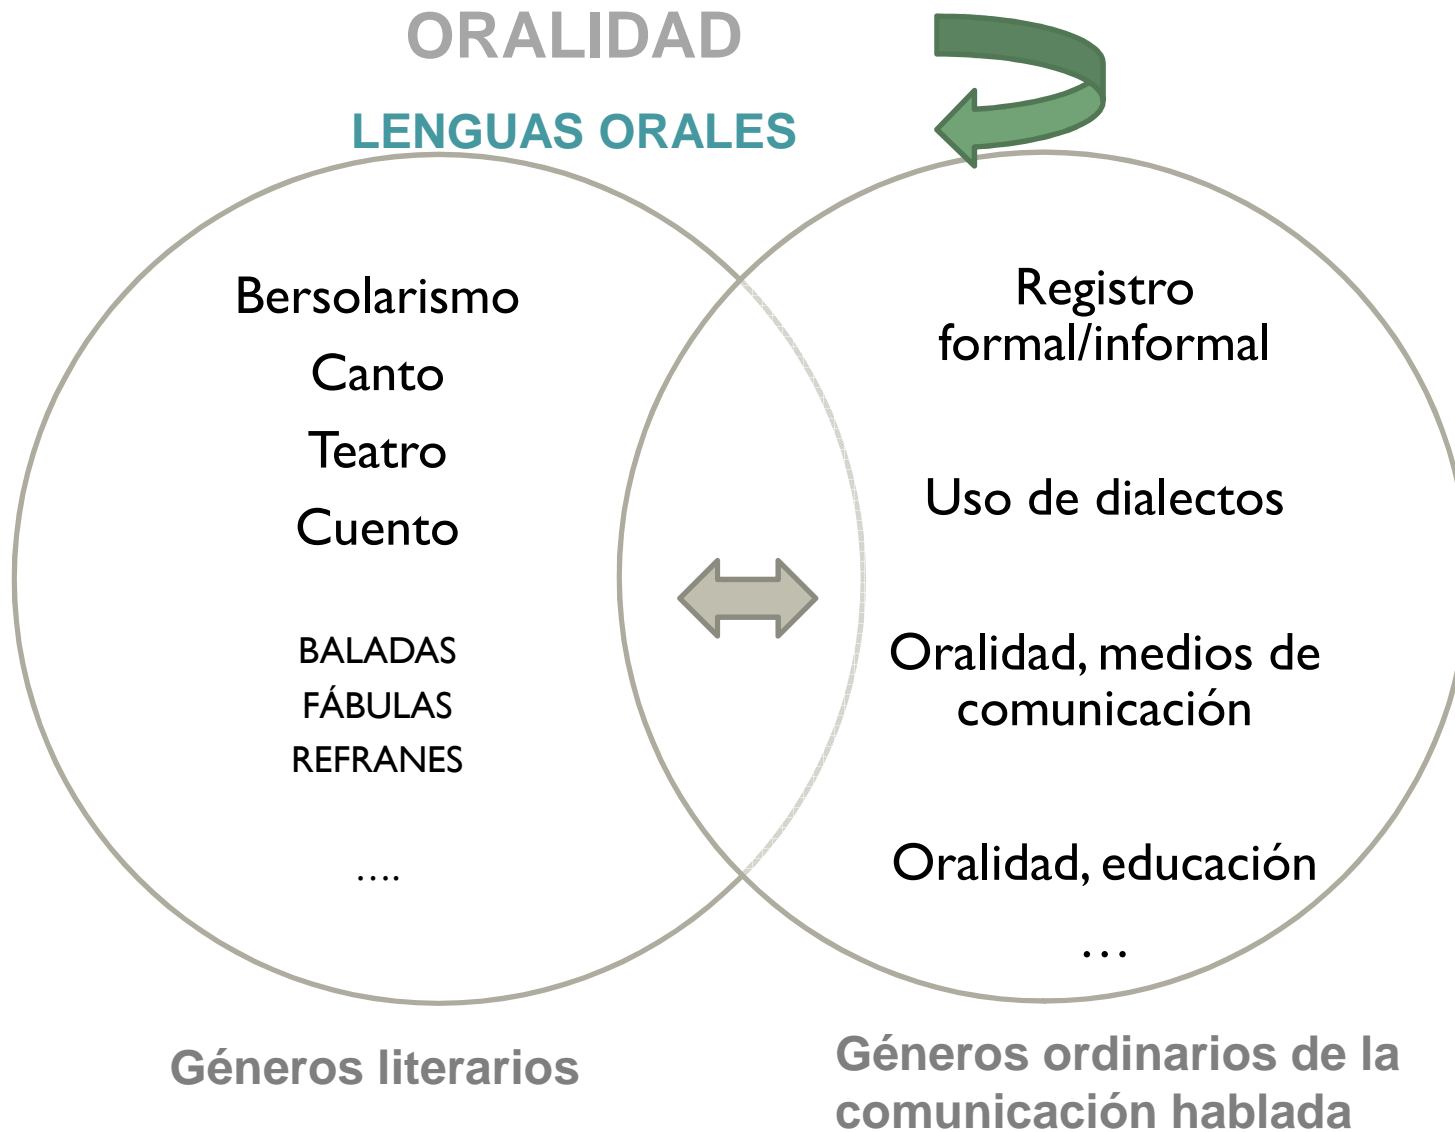 ORALIDAD
LENGUAS ORALES
Bersolarismo
Canto
Teatro
Cuento
BALADAS
FÁBULAS
REFRANES
....
Géneros literarios
Registro
formal/informal
Uso de dialectos
Oralidad, medios de
comunicación
Oralidad, educación
...
Géneros ordinarios de la
comunicación hablada